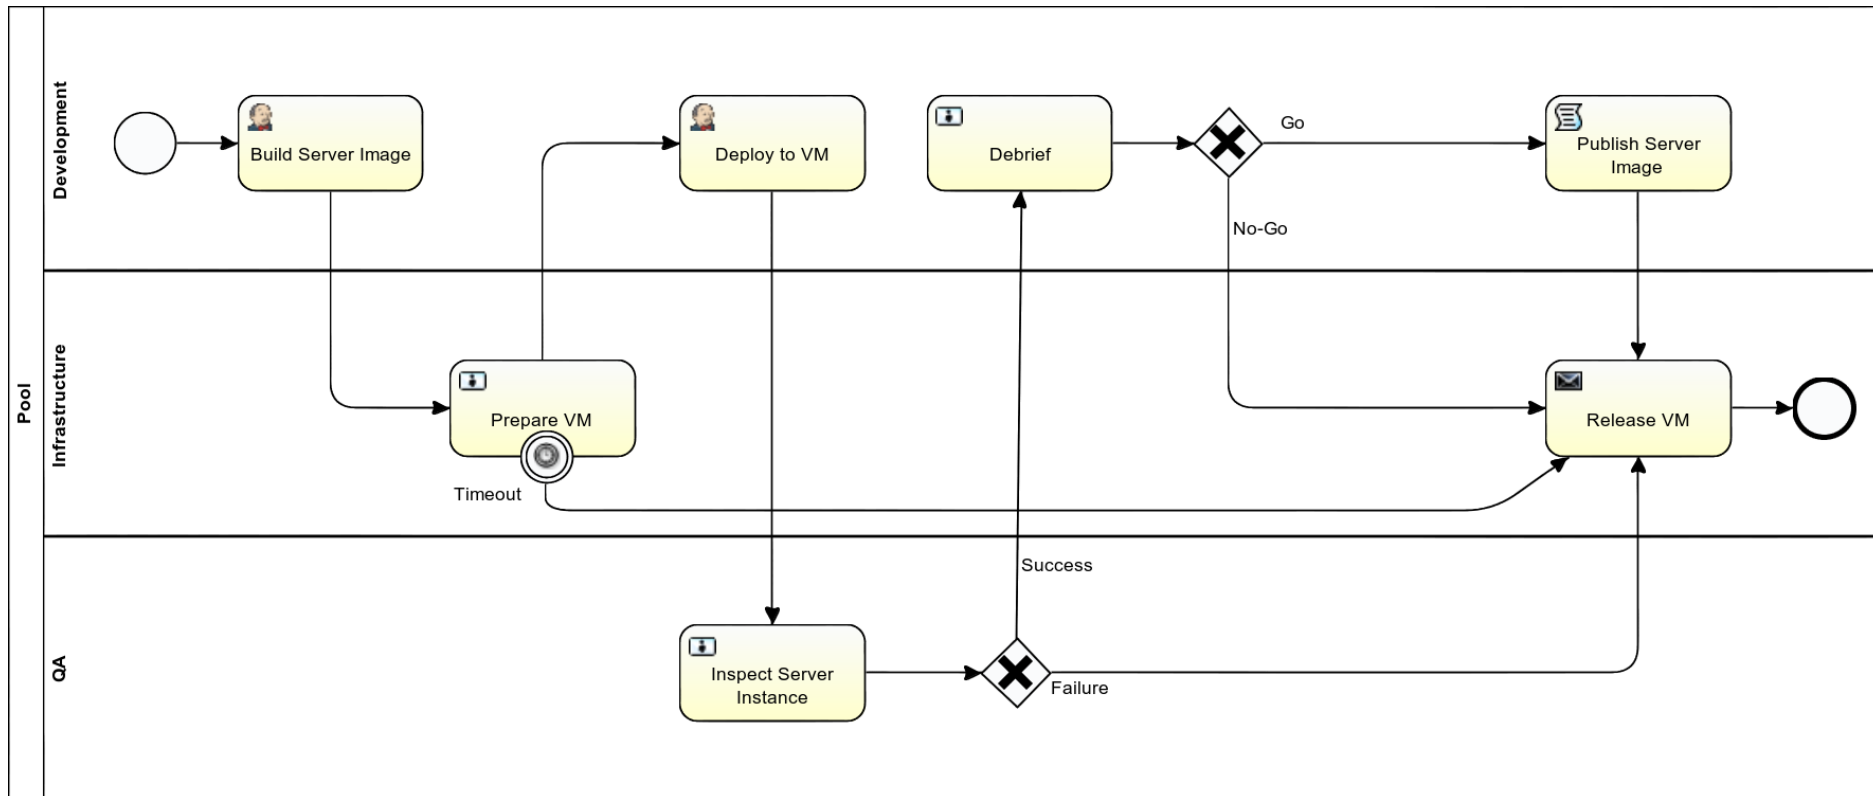 Pool
Development
Build Server Image
Deploy to VM
Debrief
Go
Publish Server
Image
No-Go
Infrastructure
Prepare VM
Timeout
Release VM
QA
Success
Inspect Server
Instance
Failure